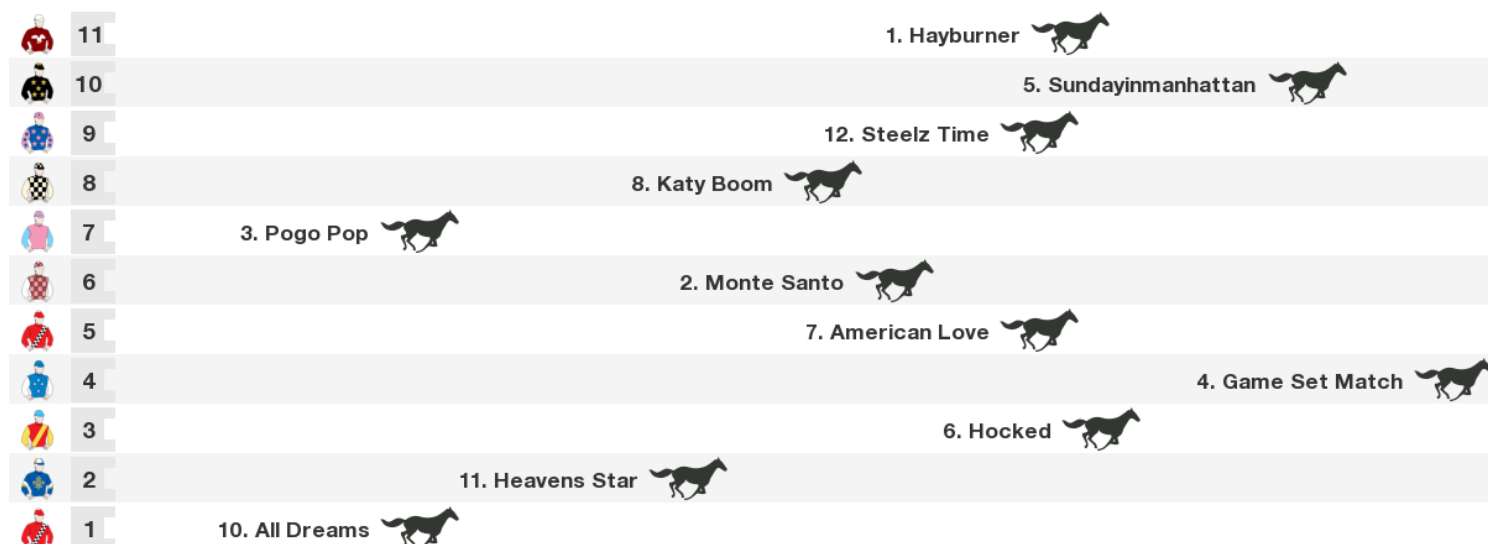 11 1. Hayburner
10 5. Sundayinmanhattan
9 12. Steelz Time
8 8. Katy Boom
7 3. Pogo Pop
6 2. Monte Santo
5 7. American Love
4 4. Game Set Match
3 6. Hocked
2 11. Heavens Star
1 10. All Dreams